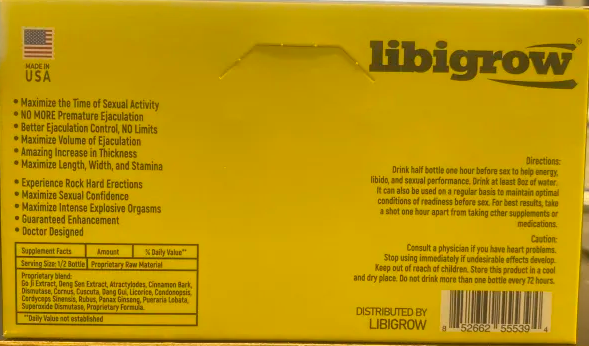 MADE IN
USA
libigrow®
• Maximize the Time of Sexual Activity
• NO MORE Premature Ejaculation
• Better Ejaculation Control, NO Limits
• Maximize Volume of Ejaculation
• Amazing Increase in Thickness
• Maximize Length, Width, and Stamina
• Experience Rock Hard Erections
• Maximize Sexual Confidence
• Maximize Intense Explosive Orgasms
• Guaranteed Enhancement
• Doctor Designed
Supplement Facts Amount % Daily Value**
Serving Size: 1/2 Bottle Proprietary Raw Material
Proprietary blend:
Ga Ji Extract, Deng Sen Extract, Atractylodes, Cinnamon Bark,
Dismutase, Cornus, Cuscuta, Dang Gui, Licorice, Condonopsis,
Cordyceps Sinensis, Rubus, Panax Ginseng, Pueraria Lobata,
Superoxide Dismutase, Proprietary Formula.
**Daily Value not established
Directions:
Drink half bottle one hour before sex to help energy,
libido, and sexual performance. Drink at least 8oz of water.
It can also be used on a regular basis to maintain optimal
conditions of readiness before sex. For best results, take
a shot one hour apart from taking other supplements or
medications.
Caution:
Consult a physician if you have heart problems.
Stop using immediately if undesirable effects develop.
Keep out of reach of children. Store this product in a cool
and dry place. Do not drink more than one bottle every 72 hours.
DISTRIBUTED BY
LIBIGROW
8 52662 55539 4